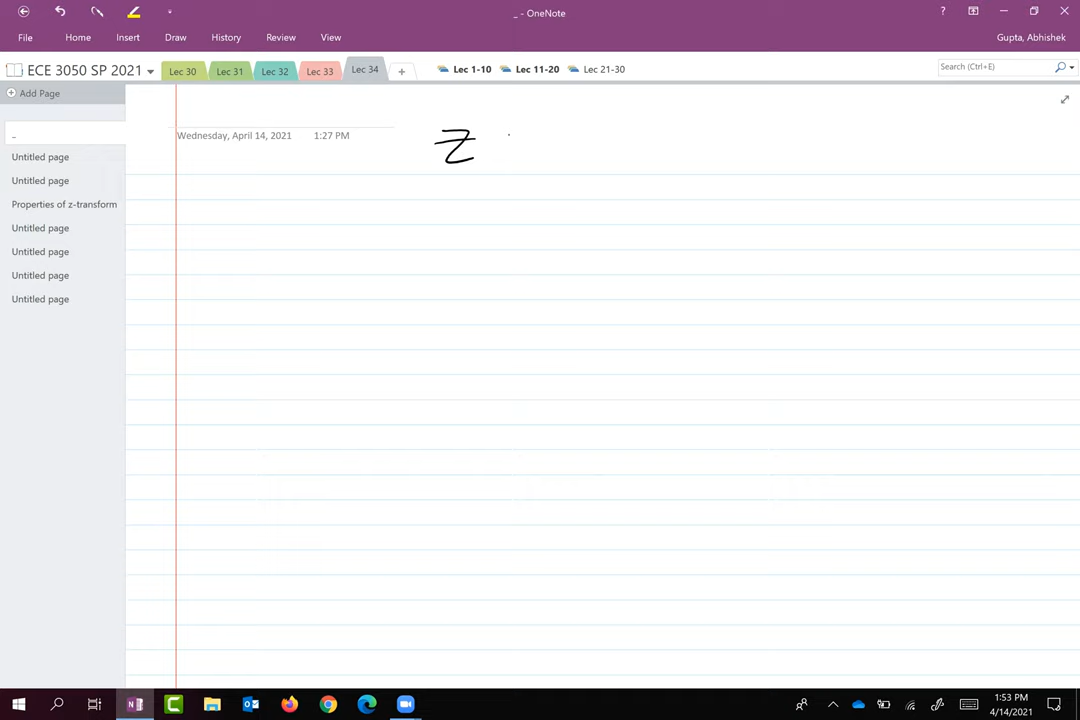 _ - OneNote
?
File
Home
Insert
Draw
History
Review
View
Gupta, Abhishek
ECE 3050 SP 2021
Lec 30
Lec 31
Lec 32
Lec 33
Lec 34
+
Lec 1-10
Lec 11-20
Lec 21-30
Search (Ctrl+E)
Add Page
_
Untitled page
Untitled page
Properties of z-transform
Untitled page
Untitled page
Untitled page
Untitled page
Wednesday, April 14, 2021 1:27 PM
Z
1:53 PM
4/14/2021